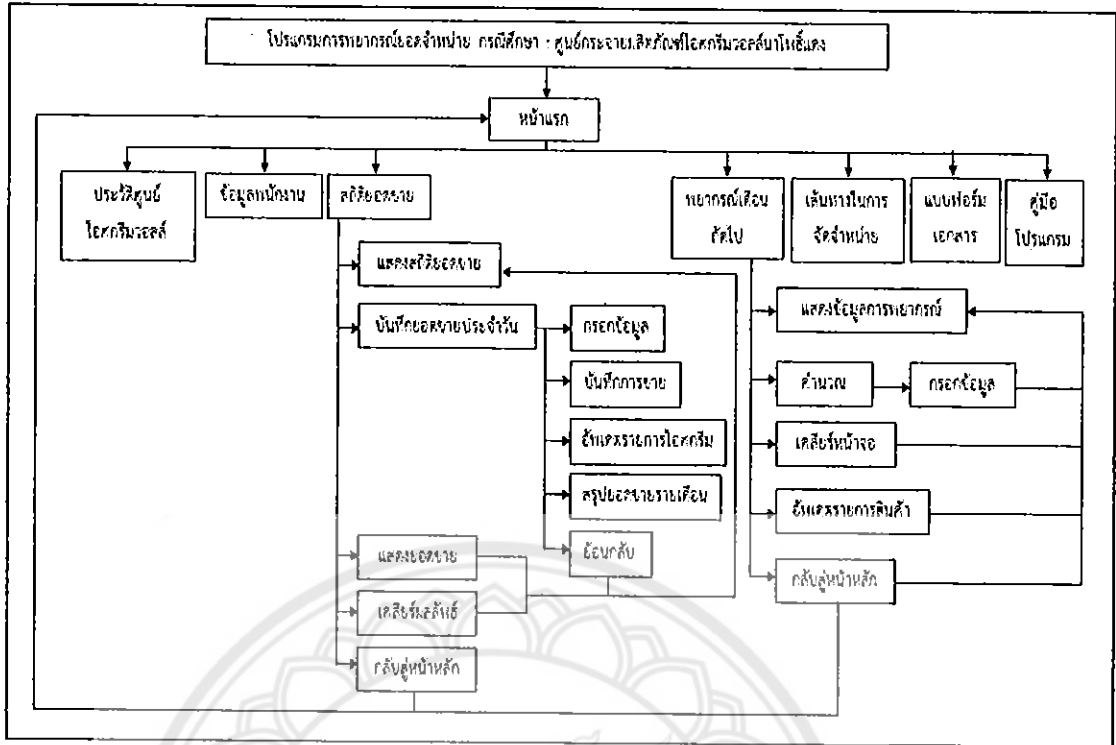 โปรแกรมการพยากรณ์ยอดจำหน่าย กรณีศึกษา : ศูนย์กระจายผลิตภัณฑ์ไอศกรีมวอลล์นาโพธิ์แดง
หน้าแรก
ประวัติศูนย์
ไอศกรีมวอลล์
ข้อมูลพนักงาน
สถิติยอดขาย
พยากรณ์เดือน
ถัดไป
เส้นทางในการ
จัดจำหน่าย
แบบฟอร์ม
เอกสาร
คู่มือ
โปรแกรม
แสดงสถิติยอดขาย
บันทึกยอดขายประจำวัน
กรอกข้อมูล
บันทึกการขาย
อัพเดทรายการไอศกรีม
สรุปยอดขายรายเดือน
ย้อนกลับ
แสดงยอดขาย
เคลียร์ผลลัพธ์
กลับสู่หน้าหลัก
แสดงข้อมูลการพยากรณ์
คำนวณ
กรอกข้อมูล
เคลียร์หน้าจอ
อัพเดทรายการสินค้า
กลับสู่หน้าหลัก